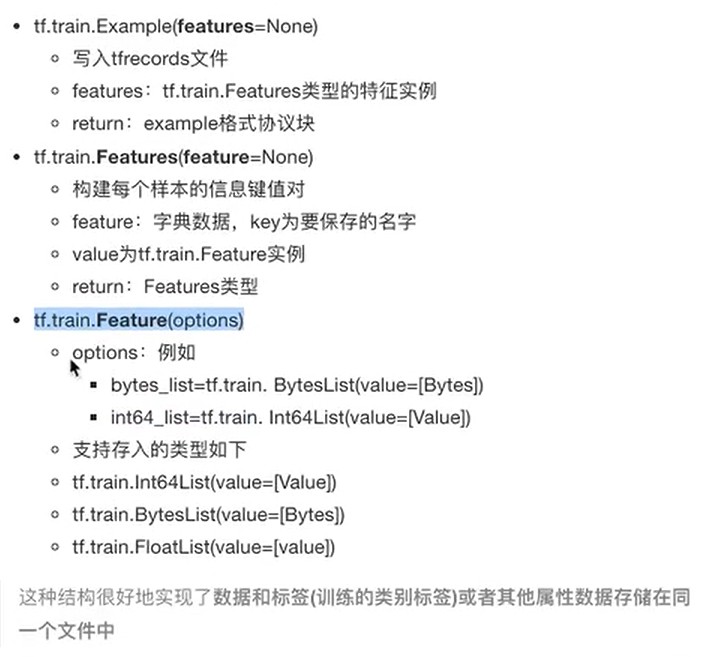 tf.train.Example(features=None)
写入tfrecords文件
features：tf.train.Features类型的特征实例
return：example格式协议块
tf.train.Features(feature=None)
构建每个样本的信息键值对
feature：字典数据，key为要保存的名字
value为tf.train.Feature实例
return：Features类型
tf.train.Feature(options)
options：例如
bytes_list=tf.train. BytesList(value=[Bytes])
int64_list=tf.train. Int64List(value=[Value])
支持存入的类型如下
tf.train.Int64List(value=[Value])
tf.train.BytesList(value=[Bytes])
tf.train.FloatList(value=[value])
这种结构很好地实现了数据和标签(训练的类别标签)或者其他属性数据存储在同
一个文件中